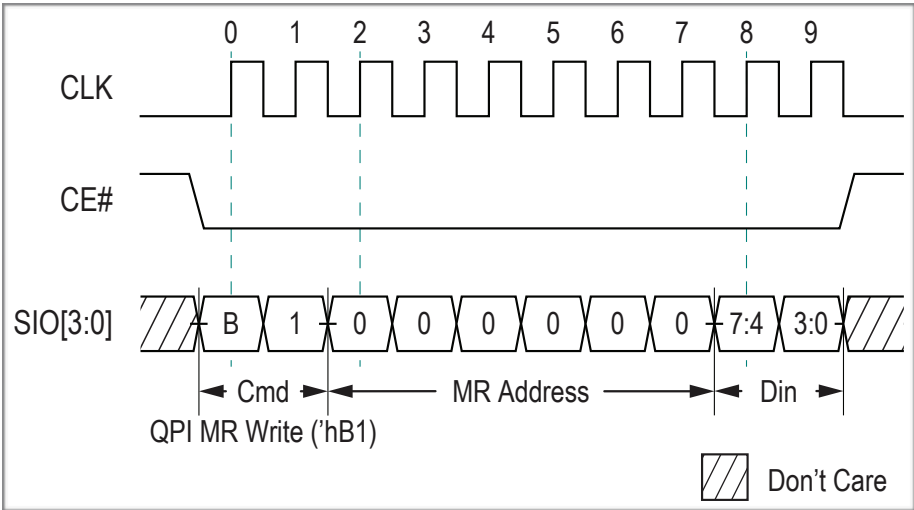 0 1 2 3 4 5 6 7 8 9
CLK
CE#
SIO[3:0] B 1 0 0 0 0 0 0 7:4 3:0
Cmd MR Address Din
QPI MR Write ('hB1)
Don't Care